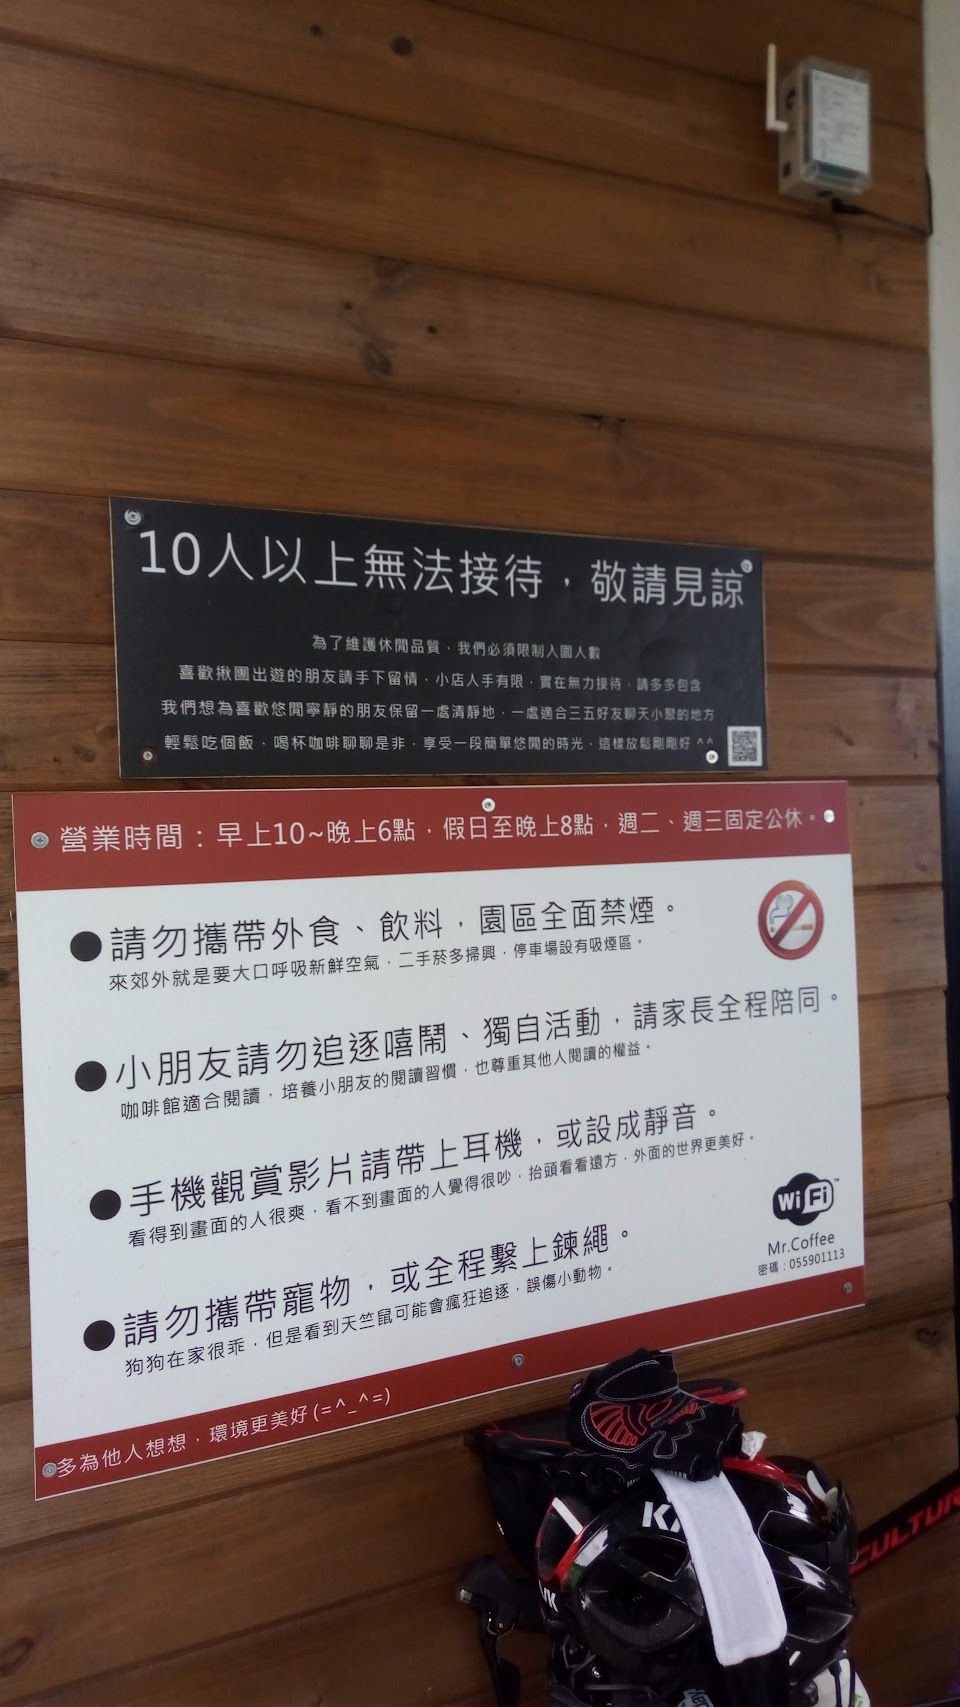 10人以上無法接待，敬請見諒
為了維護休閒品質，我們必須限制入園人數
喜歡揪團出遊的朋友請手下留情，小店人手有限，實在無力接待，請多多包含
我們想為喜歡悠閒寧靜的朋友保留一處清靜地，一處適合三五好友聊天小聚的地方
輕鬆吃個飯、喝杯咖啡聊聊是非，享受一段簡單悠閒的時光、這樣放鬆剛剛好 ^^
營業時間：早上10~晚上6點，假日至晚上8點，週二、週三固定公休。
●請勿攜帶外食、飲料，園區全面禁煙。
來郊外就是要大口呼吸新鮮空氣，二手菸多掃興，停車場設有吸煙區。
●小朋友請勿追逐嘻鬧、獨自活動，請家長全程陪同。
咖啡館適合閱讀，培養小朋友的閱讀習慣，也尊重其他人閱讀的權益。
●手機觀賞影片請帶上耳機，或設成靜音。
看得到畫面的人很爽，看不到畫面的人覺得很吵，抬頭看看遠方，外面的世界更美好。
●請勿攜帶寵物，或全程繫上鍊繩。
狗狗在家很乖，但是看到天竺鼠可能會瘋狂追逐，誤傷小動物。
Wi Fi™
Mr.Coffee
密碼：055901113
多為他人想想，環境更美好(=^_^=)
CULTUR